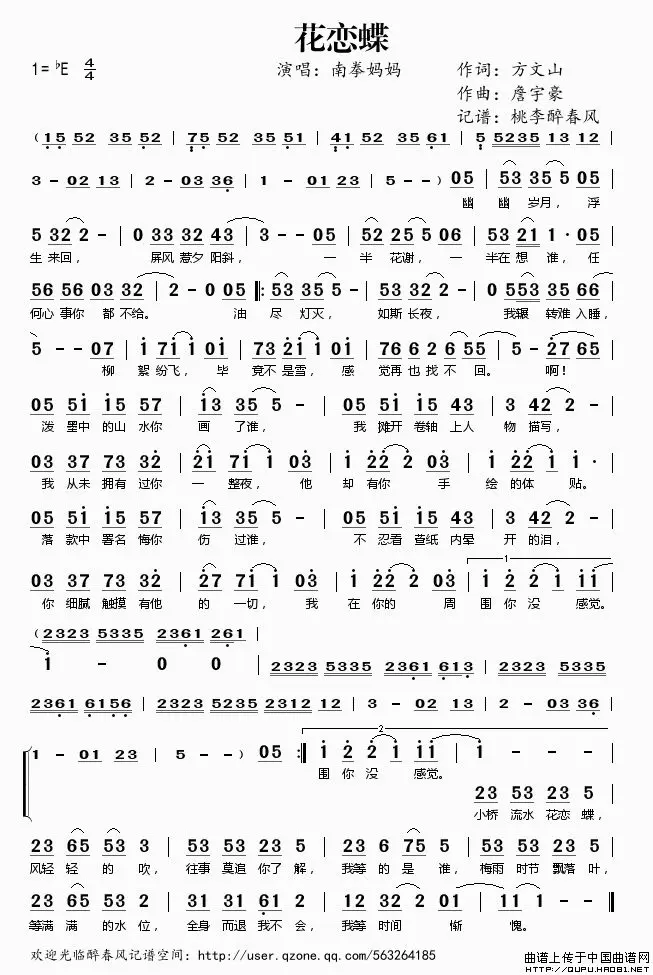 花恋蝶
1=♭E 4/4 演唱：南拳妈妈 作词：方文山
作曲：詹宇豪
记谱：桃李醉春风
( 15 52 35 52 | 75 52 35 51 | 41 52 35 61 | 5 5235 13 12
3 - 02 13 | 2 - 03 36 | 1 - 01 23 | 5 - - ) 05 | 53 35 5 05
幽 幽 岁月，浮
5 32 2 - | 0 33 32 43 | 3 - - 05 | 52 25 5 06 | 53 21 1· 05
生 来回， 屏风 惹夕 阳斜， 一 半 花谢，一 半在 想 谁，任
56 56 03 32 | 2 - 0 05 |: 53 35 5 - | 53 32 2 - | 0 553 35 66
何心 事你 都 不给。 油 尽 灯灭， 如斯 长夜， 我辗 转难 入睡，
5 - - 07 | 1 71 1 01 | 73 21 1 01 | 76 6 2 655 | 5 - 27 65
柳 絮 纷飞，毕 竟不 是雪，感 觉再 也找 不 回。 啊！
05 51 15 57 | 13 35 5 - | 05 51 15 43 | 3 42 2 -
泼 墨中 的山 水你 画 了谁， 我 摊开 卷轴 上人 物 描写，
03 37 73 32 | 21 71 1 03 | 1 22 2 03 | 1 22 1 1·
我 从未 拥有 过你 一 整夜， 他 却 有你 手 绘 的体 贴。
05 51 15 57 | 13 35 5 - | 05 51 15 43 | 3 42 2 -
落 款中 署名 悔你 伤 过谁， 不 忍看 宣纸 内晕 开 的泪，
03 37 73 32 | 27 71 1 03 | 1 22 2 03 | 1 2 2 1 11
你 细腻 触摸 有他 的 一切， 我 在 你的 周 围 你 没 感觉。
1
( 2323 5335 2361 261 |
1 - 0 0 | 2323 5335 2361 613 | 2323 5335
2361 6156 | 2323 5235 2312 12 | 3 - 02 13 | 2 - 03 36
1 - 01 23 | 5 - - ) 05 :| 1 2 2 1 11 | 1 - - -
2
围 你 没 感觉。
23 53 23 5
小桥 流水 花恋 蝶，
23 65 53 3 | 53 53 23 53 | 23 6 75 5 | 53 53 23 53
风轻 轻 的 吹， 往事 莫追 你了 解， 我等 的 是 谁， 梅雨 时节 飘落 叶，
23 65 53 2 | 53 53 23 2 | 12 32 2 01 | 2 1 1 -
等满 满 的水 位， 全身 而退 我不 会， 我等 时间 惭 愧。
欢迎光临醉春风记谱空间：http://user.qzone.qq.com/563264185
曲谱上传于中国曲谱网
HTTP://QUPU.HAO81.NET